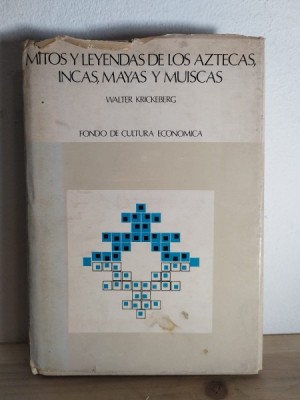 MITOS Y LEYENDAS DE LOS AZTECAS,
INCAS, MAYAS Y MUISCAS
WALTER KRICKEBERG
FONDO DE CULTURA ECONOMICA